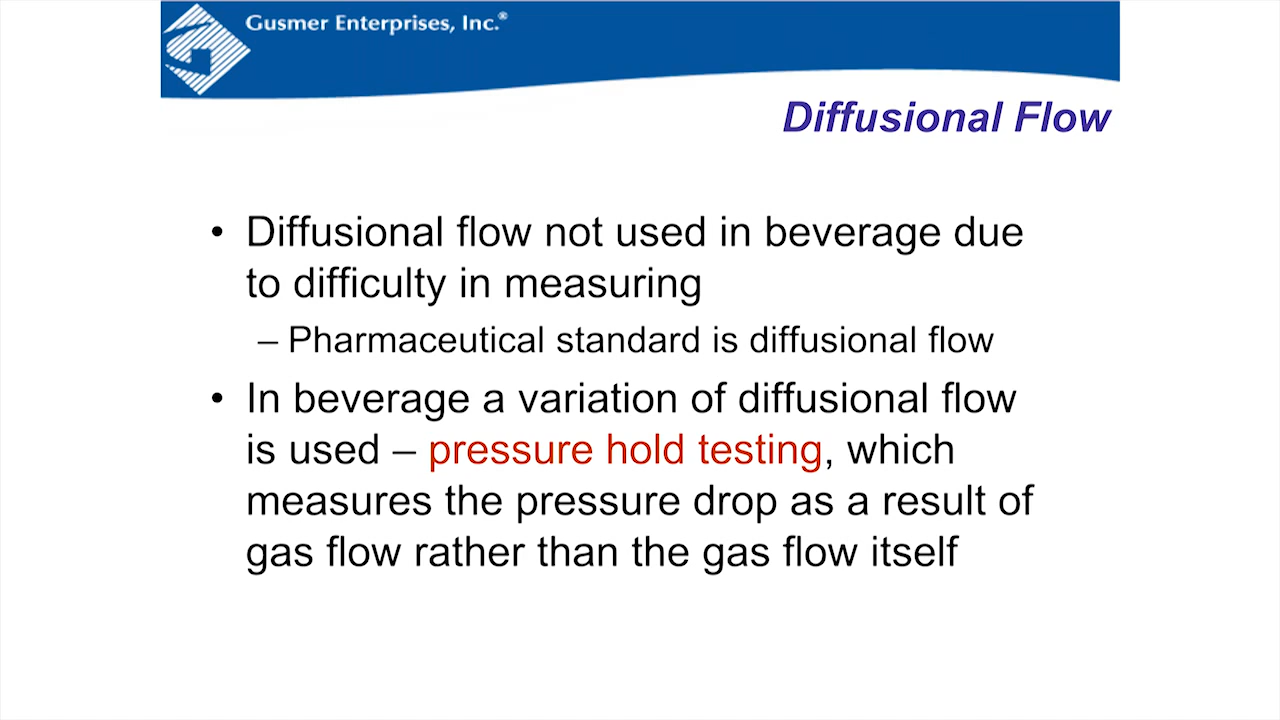 Gusmer Enterprises, Inc.®
Diffusional Flow
• Diffusional flow not used in beverage due
to difficulty in measuring
– Pharmaceutical standard is diffusional flow
• In beverage a variation of diffusional flow
is used – pressure hold testing, which
measures the pressure drop as a result of
gas flow rather than the gas flow itself